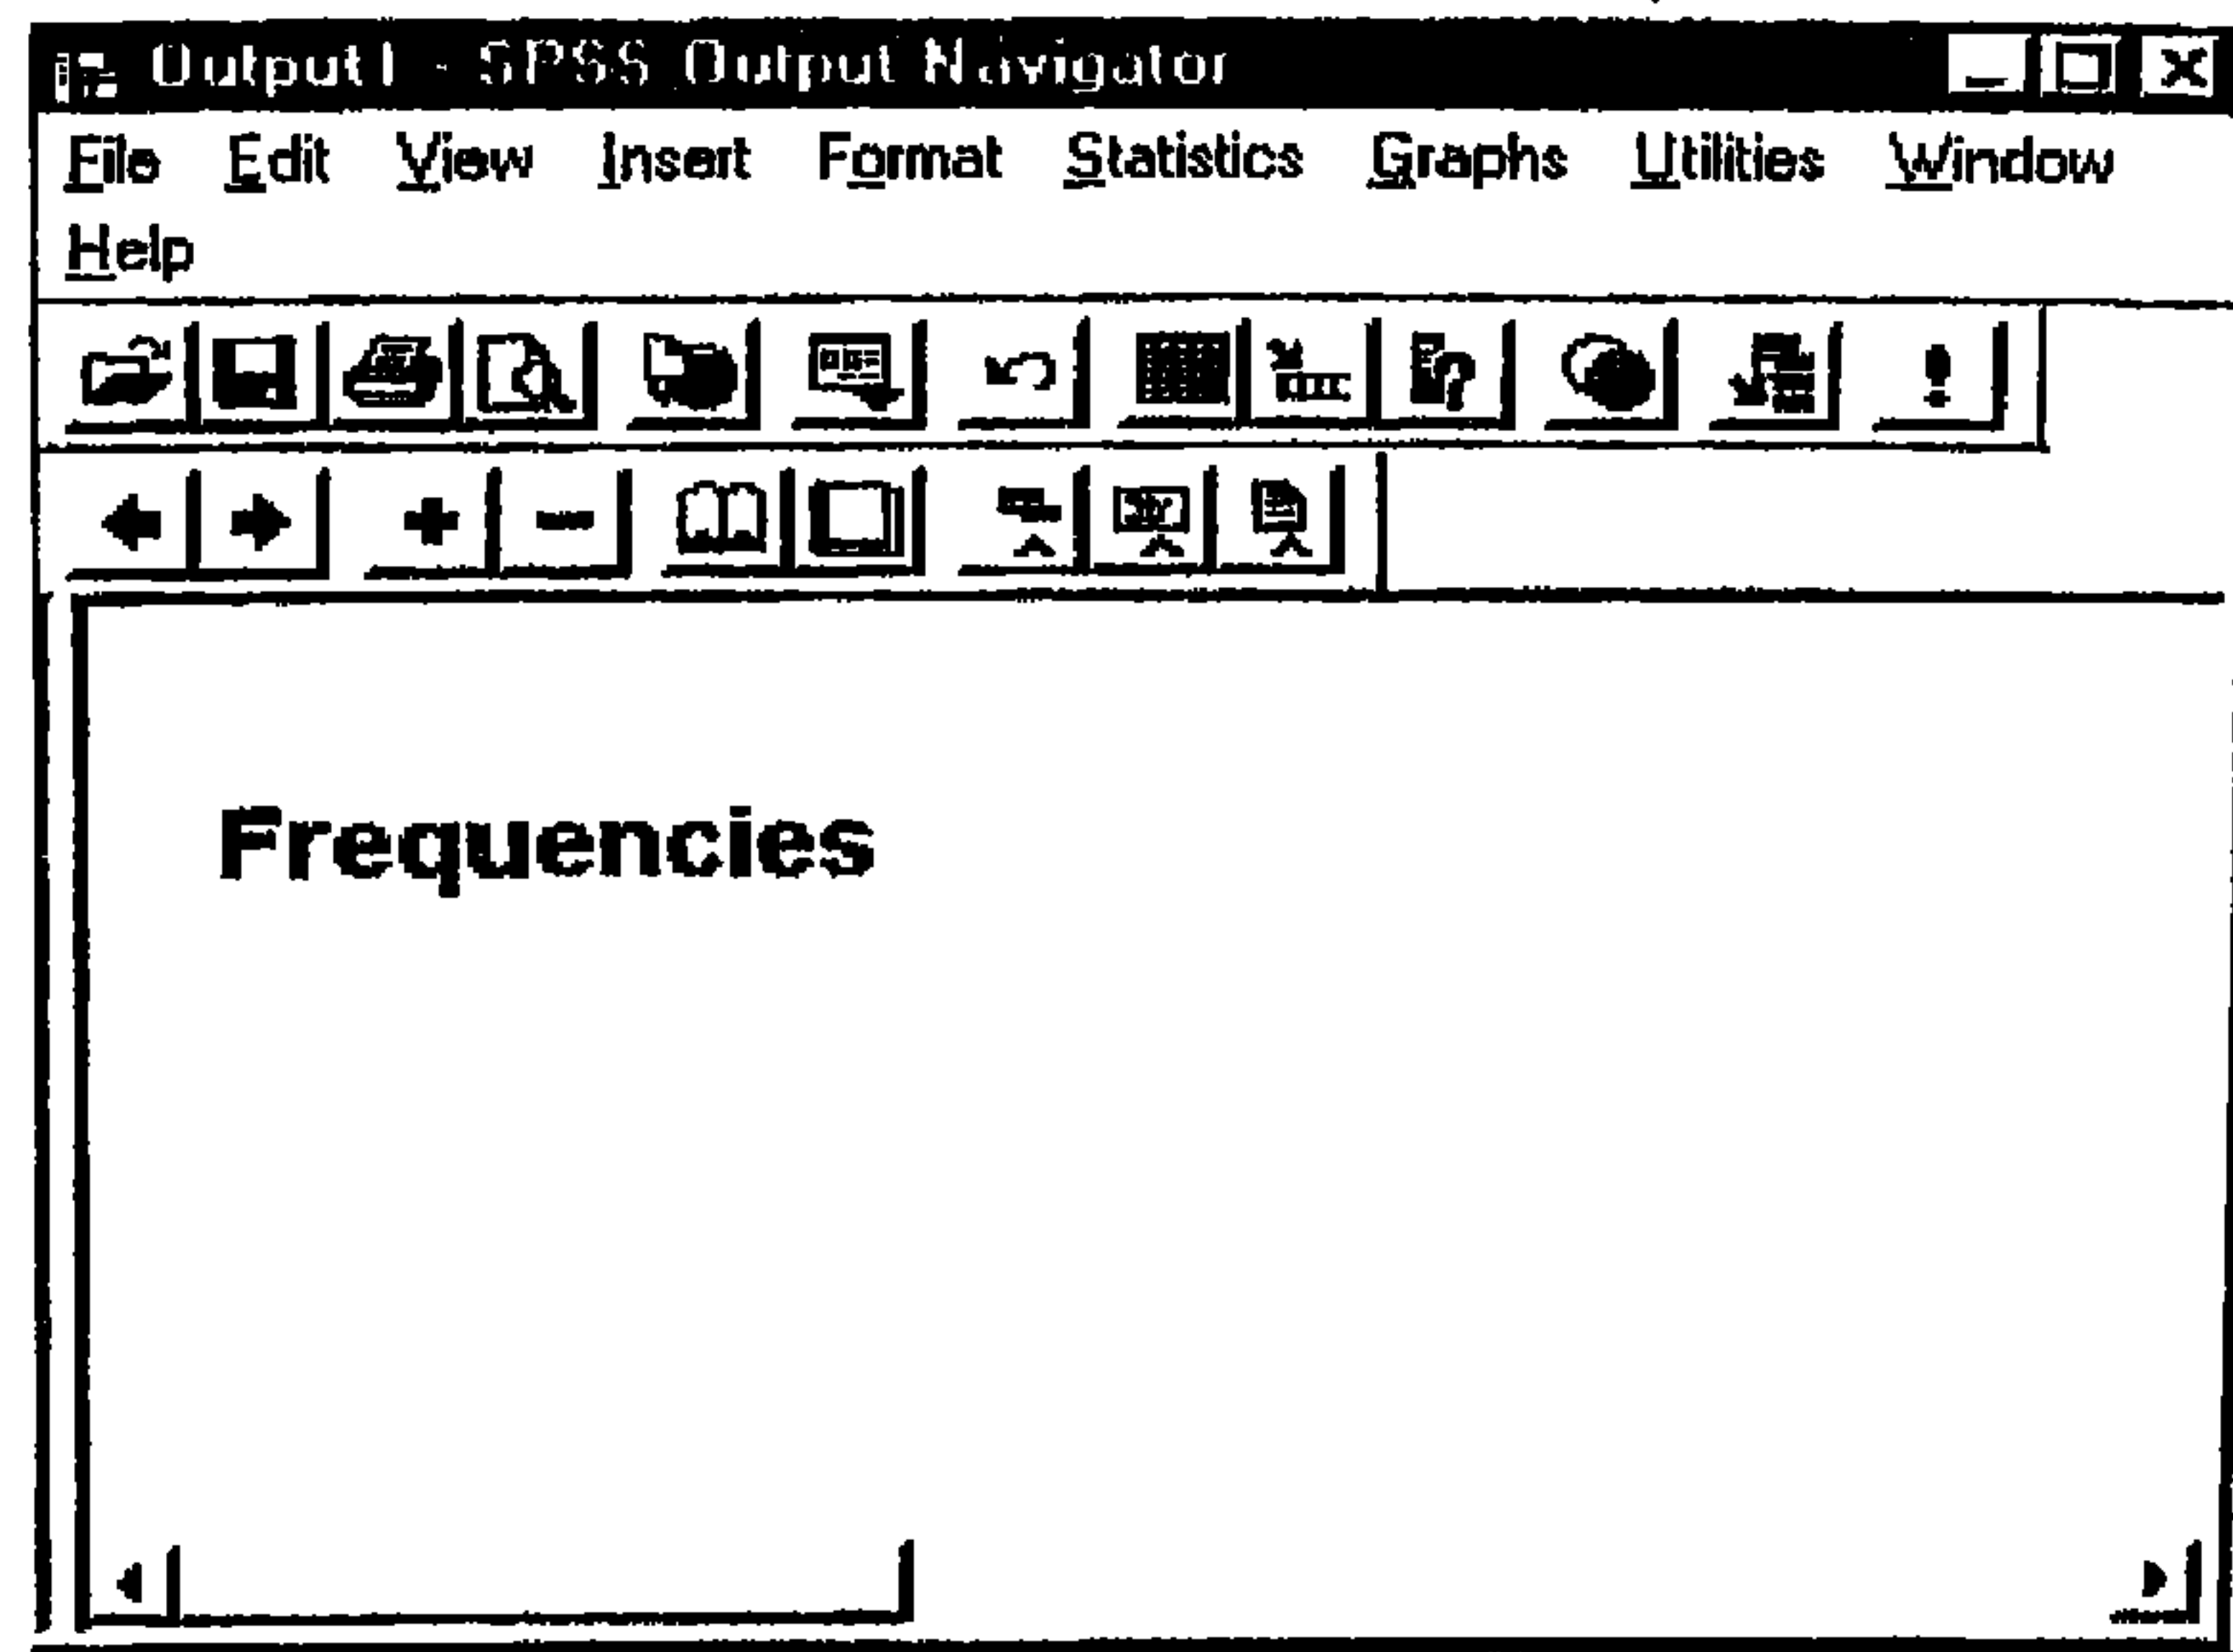 Output1 - SPSS Output Navigator
File Edit View Insert Format Statistics Graphs Utilities Window
Help
Frequencies